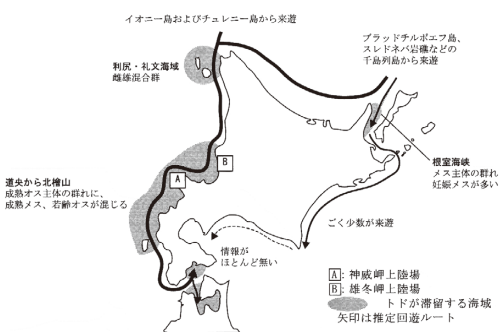 イオニー島およびチュレニー島から来遊
ブラッドチルポエフ島、
スレドネバ岩礁などの
千島列島から来遊
利尻・礼文海域
雌雄混合群
B
A
根室海峡
メス主体の群れ
妊娠メスが多い
道央から北檜山
成熟オス主体の群れに、
成熟メス、若齢オスが混じる
ごく少数が来遊
情報が
ほとんど無い
A: 神威岬上陸場
B: 雄冬岬上陸場
トドが滞留する海域
矢印は推定回遊ルート